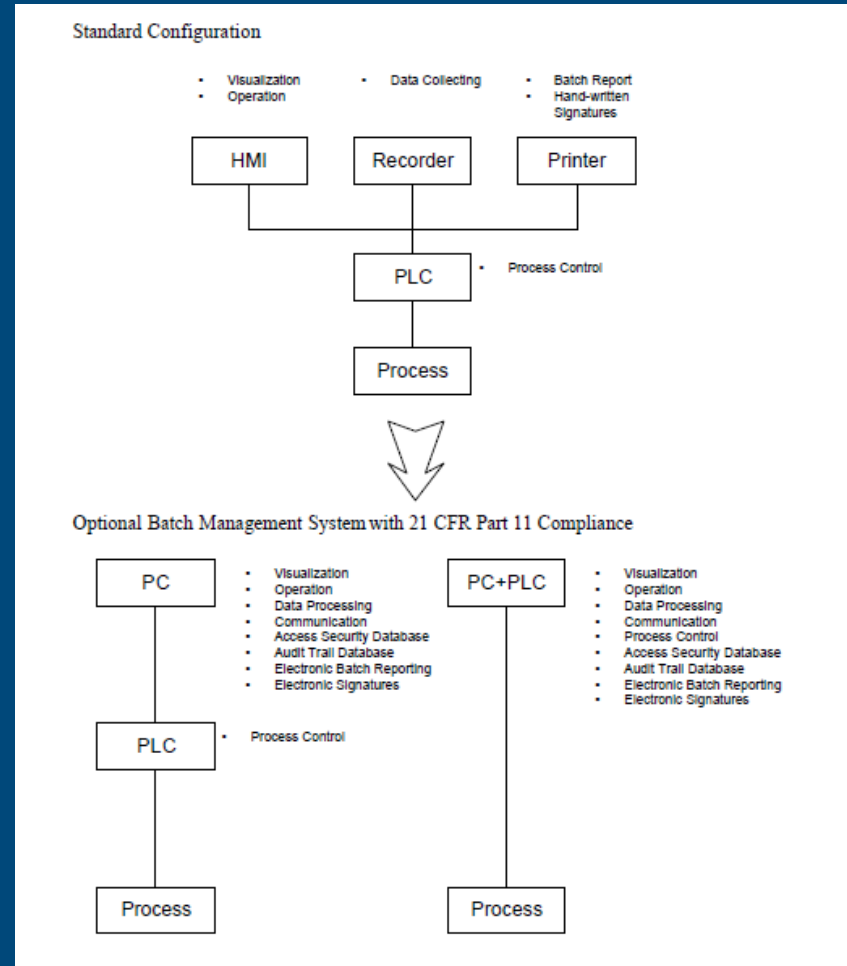 Standard Configuration
Visualization
Operation
Data Collecting
Batch Report
Hand-written
Signatures
HMI
Recorder
Printer
PLC
Process Control
Process
Optional Batch Management System with 21 CFR Part 11 Compliance
PC
Visualization
Operation
Data Processing
Communication
Access Security Database
Audit Trail Database
Electronic Batch Reporting
Electronic Signatures
PC+PLC
Visualization
Operation
Data Processing
Communication
Process Control
Access Security Database
Audit Trail Database
Electronic Batch Reporting
Electronic Signatures
PLC
Process Control
Process
Process